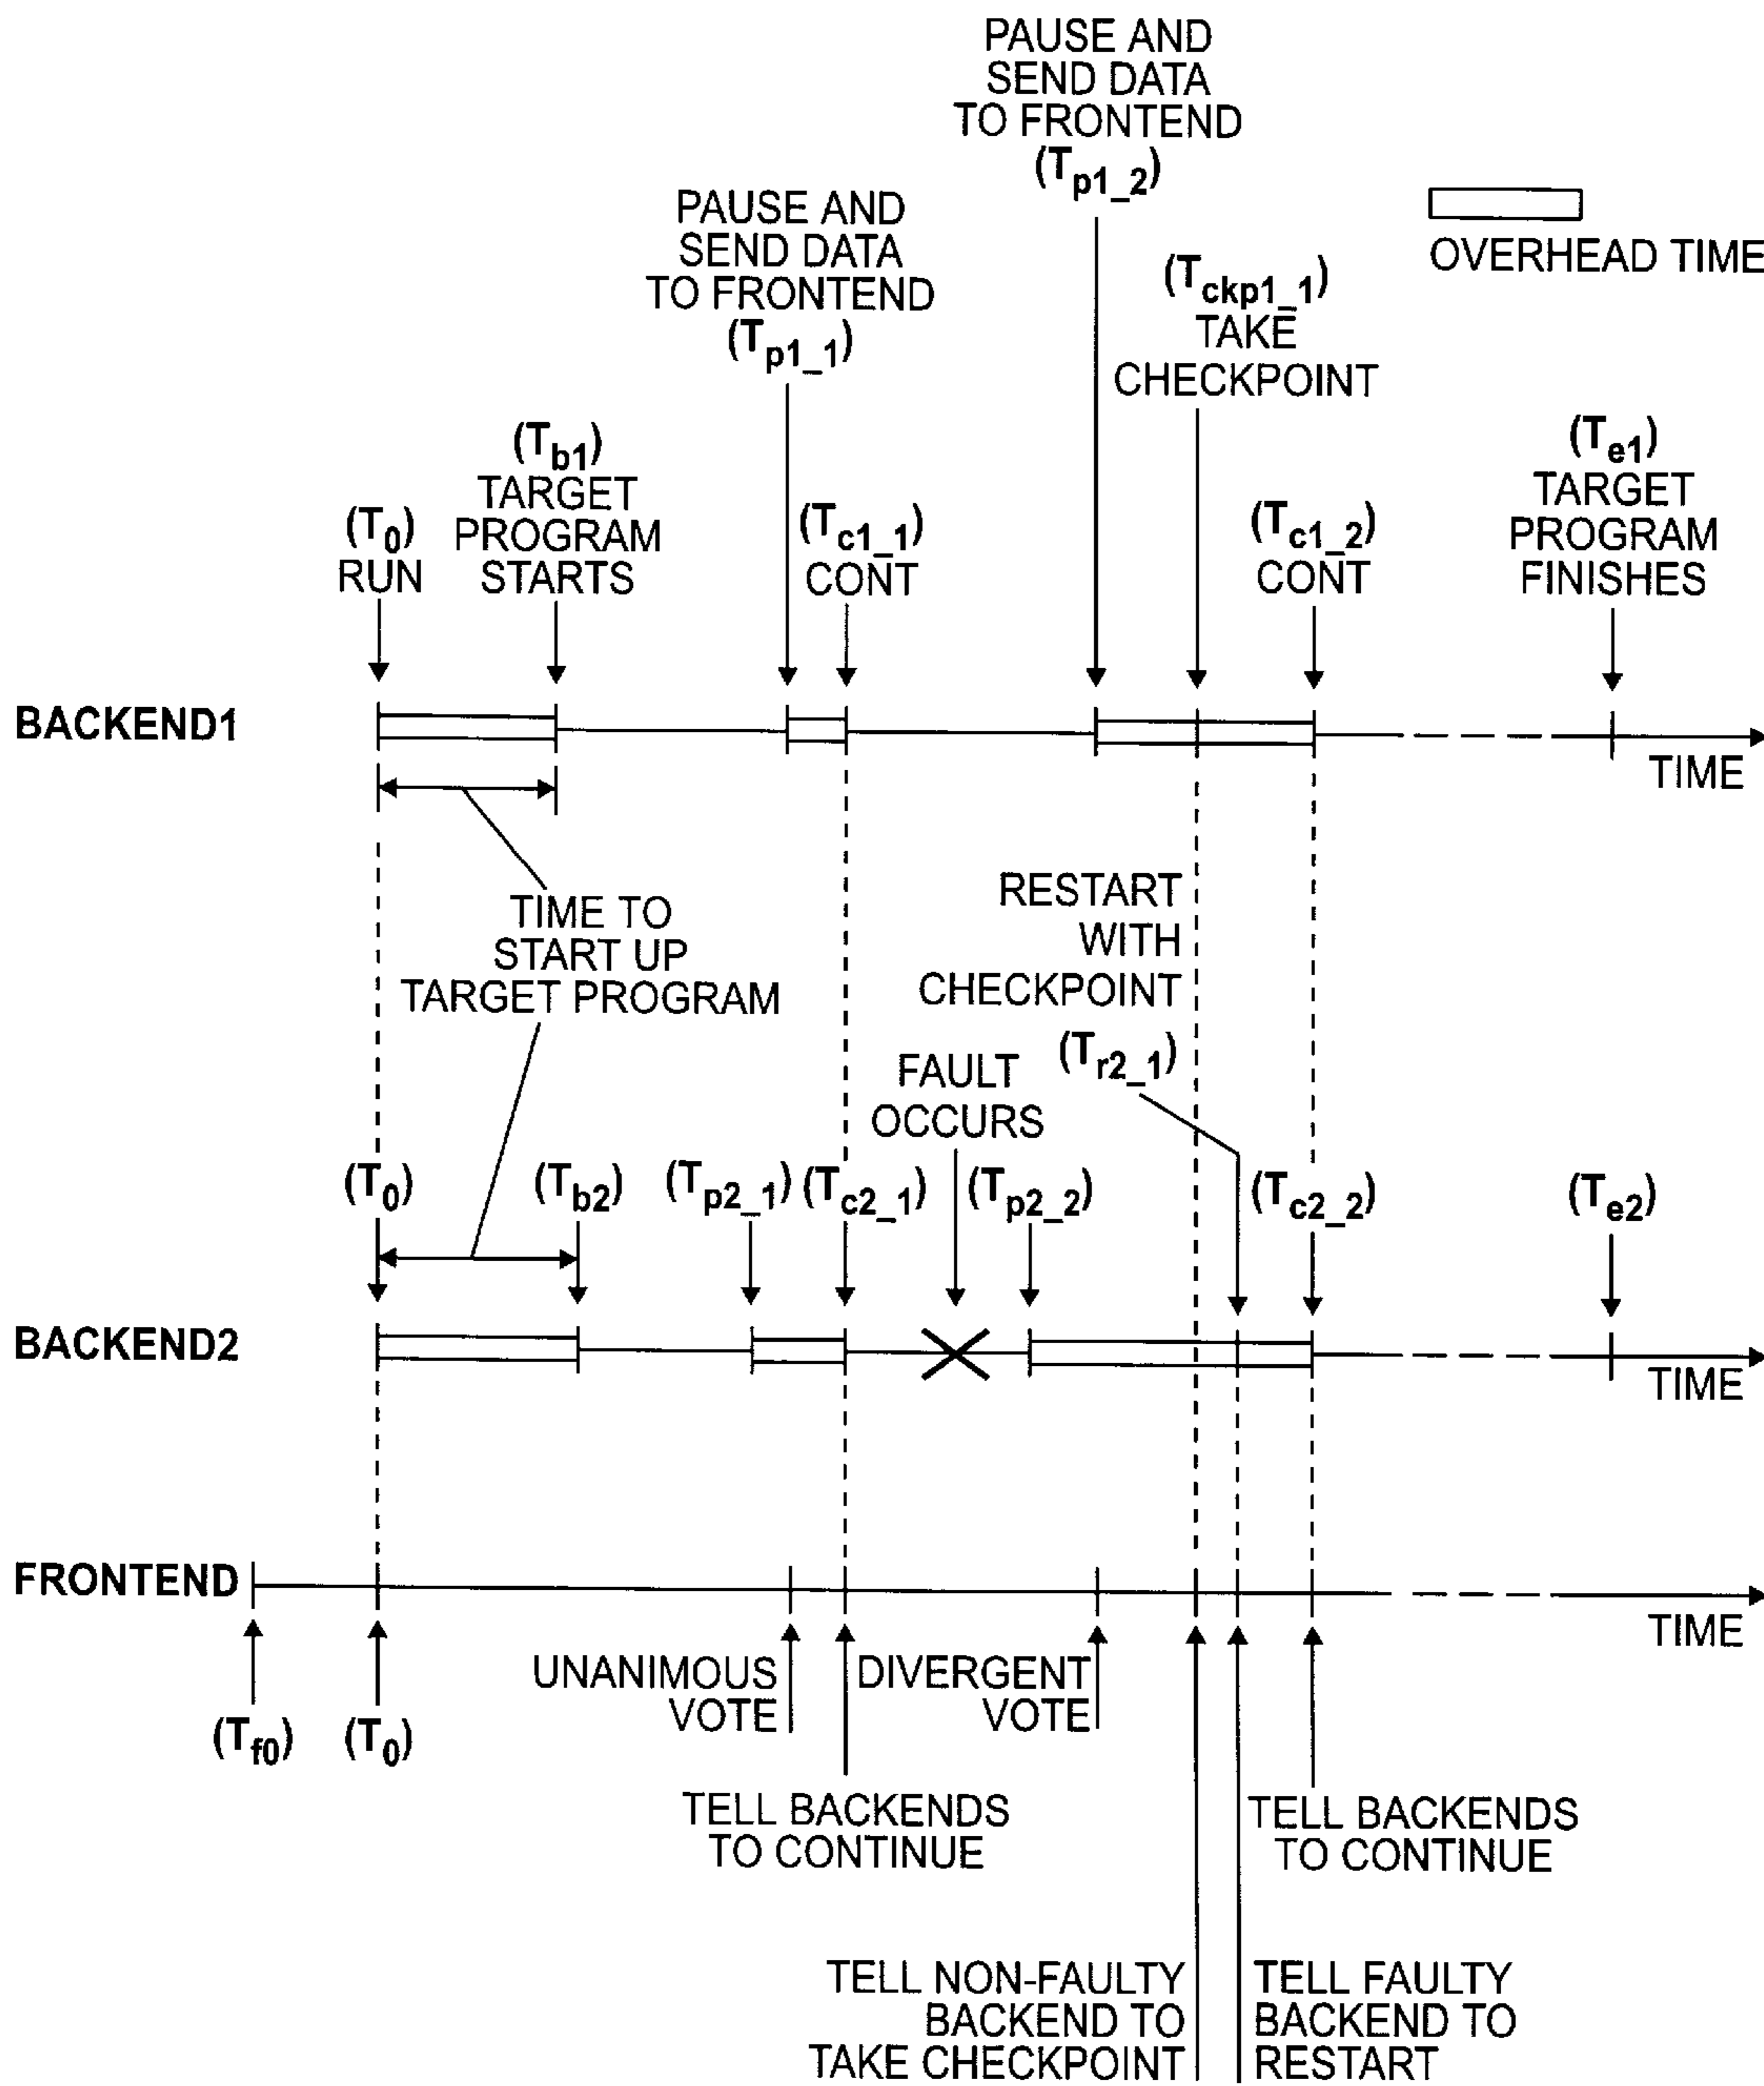 PAUSE AND
SEND DATA
TO FRONTEND
(Tp1_2)
PAUSE AND
SEND DATA
TO FRONTEND
(Tp1_1)
OVERHEAD TIME
(Tckp1_1)
TAKE
CHECKPOINT
(T0)
RUN
(Tb1)
TARGET
PROGRAM
STARTS
(Tc1_1)
CONT
(Tc1_2)
CONT
(Te1)
TARGET
PROGRAM
FINISHES
BACKEND1
TIME
TIME TO
START UP
TARGET PROGRAM
RESTART
WITH
CHECKPOINT
(Tr2_1)
FAULT
OCCURS
(T0)
(Tb2)
(Tp2_1)
(Tc2_1)
(Tp2_2)
(Tc2_2)
(Te2)
BACKEND2
TIME
FRONTEND
TIME
(Tf0)
(T0)
UNANIMOUS
VOTE
DIVERGENT
VOTE
TELL BACKENDS
TO CONTINUE
TELL BACKENDS
TO CONTINUE
TELL NON-FAULTY
BACKEND TO
TAKE CHECKPOINT
TELL FAULTY
BACKEND TO
RESTART